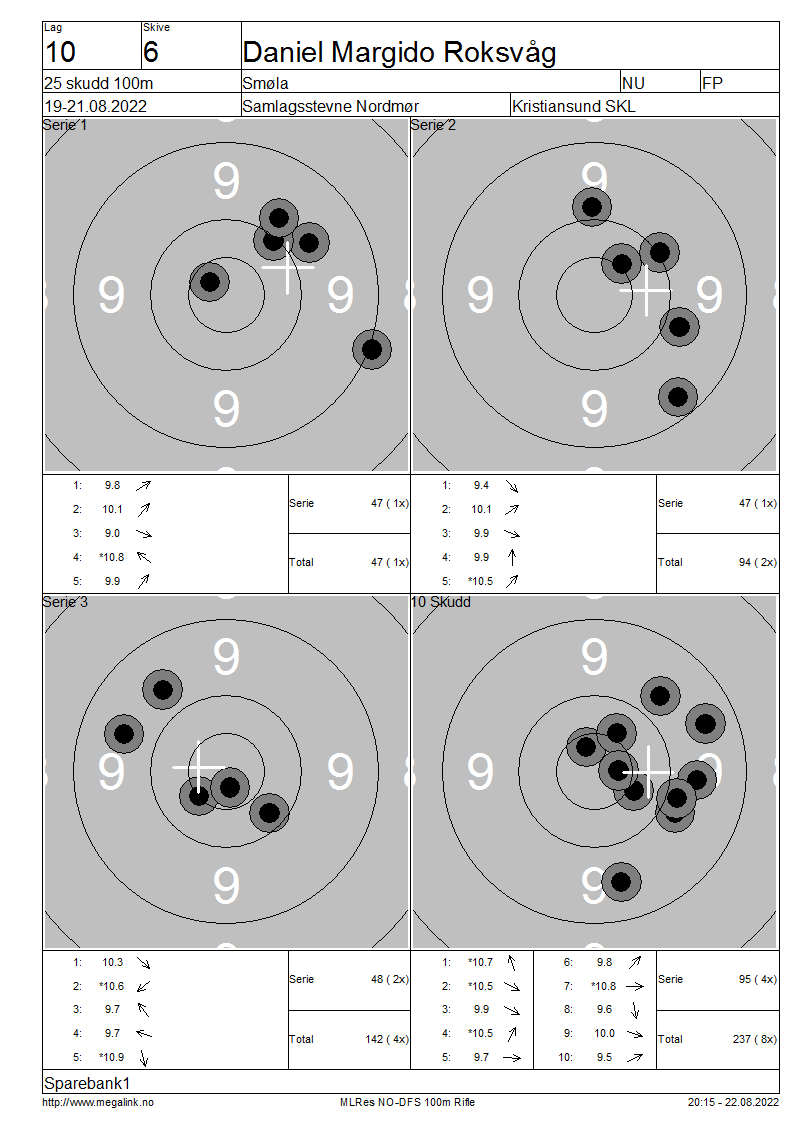 Lag Skive
10 6 Daniel Margido Roksvåg
25 skudd 100m Smøla NU FP
19-21.08.2022 Samlagsstevne Nordmør Kristiansund SKL
Serie 1
9
9 9
9
1: 9.8
2: 10.1
3: 9.0
4: *10.8
5: 9.9
Serie 47 ( 1x)
Total 47 ( 1x)
Serie 2
9
9 9
9
1: 9.4
2: 10.1
3: 9.9
4: 9.9
5: *10.5
Serie 47 ( 1x)
Total 94 ( 2x)
Serie 3
9
9 9
9
1: 10.3
2: *10.6
3: 9.7
4: 9.7
5: *10.9
Serie 48 ( 2x)
Total 142 ( 4x)
10 Skudd
9
9 9
9
1: *10.7 6: 9.8
2: *10.5 7: *10.8
3: 9.9 8: 9.6
4: *10.5 9: 10.0
5: 9.7 10: 9.5
Serie 95 ( 4x)
Total 237 ( 8x)
Sparebank1
http://www.megalink.no MLRes NO-DFS 100m Rifle 20:15 - 22.08.2022